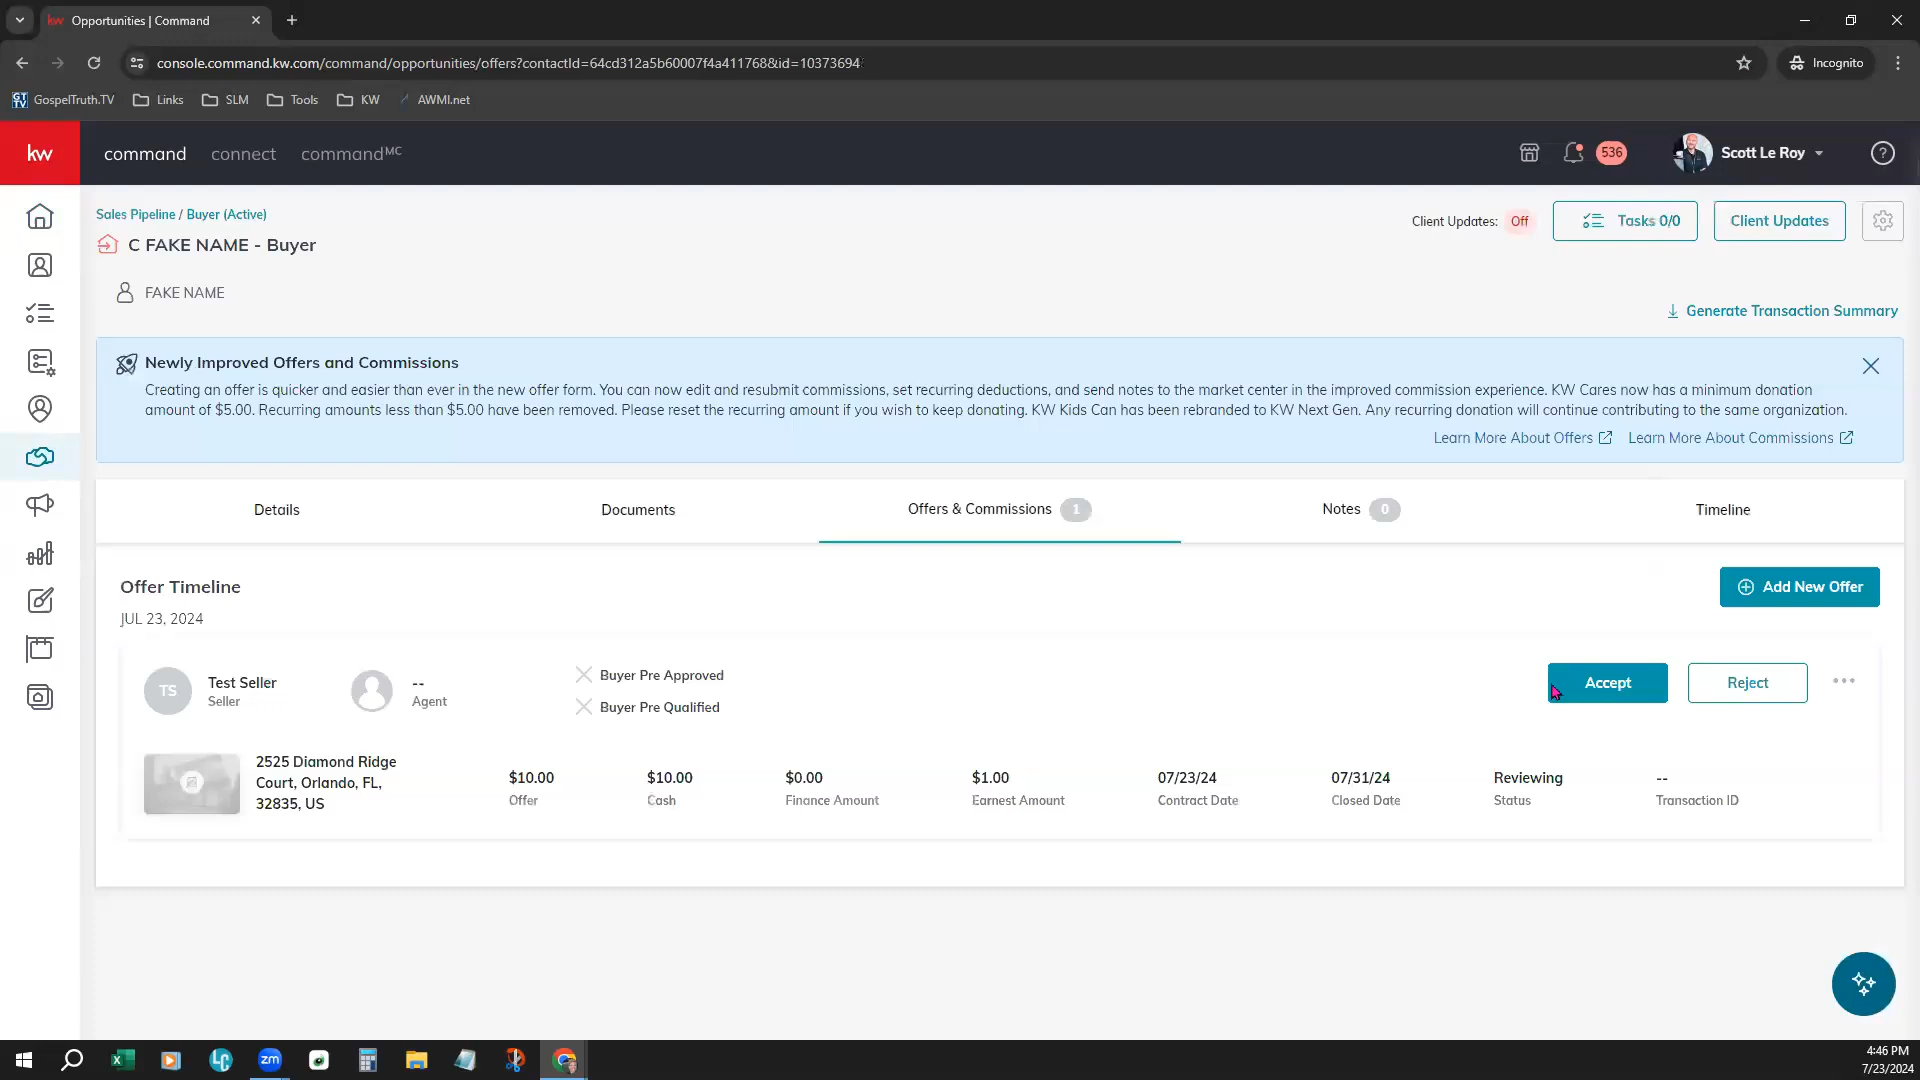 Opportunities | Command
console.command.kw.com/command/opportunities/offers?contactId=64cd312a5b60007f4a411768&id=10373694
Incognito
GospelTruth.TV
Links
SLM
Tools
KW
AWMI.net
kw
command
connect
commandMC
536
Scott Le Roy
Sales Pipeline / Buyer (Active)
C FAKE NAME - Buyer
Client Updates: Off
Tasks 0/0
Client Updates
FAKE NAME
Generate Transaction Summary
Newly Improved Offers and Commissions
Creating an offer is quicker and easier than ever in the new offer form. You can now edit and resubmit commissions, set recurring deductions, and send notes to the market center in the improved commission experience. KW Cares now has a minimum donation
amount of $5.00. Recurring amounts less than $5.00 have been removed. Please reset the recurring amount if you wish to keep donating. KW Kids Can has been rebranded to KW Next Gen. Any recurring donation will continue contributing to the same organization.
Learn More About Offers
Learn More About Commissions
Details
Documents
Offers & Commissions 1
Notes 0
Timeline
Offer Timeline
Add New Offer
JUL 23, 2024
TS
Test Seller
Seller
--
Agent
Buyer Pre Approved
Buyer Pre Qualified
Accept
Reject
2525 Diamond Ridge
Court, Orlando, FL,
32835, US
$10.00
Offer
$10.00
Cash
$0.00
Finance Amount
$1.00
Earnest Amount
07/23/24
Contract Date
07/31/24
Closed Date
Reviewing
Status
--
Transaction ID
4:46 PM
7/23/2024